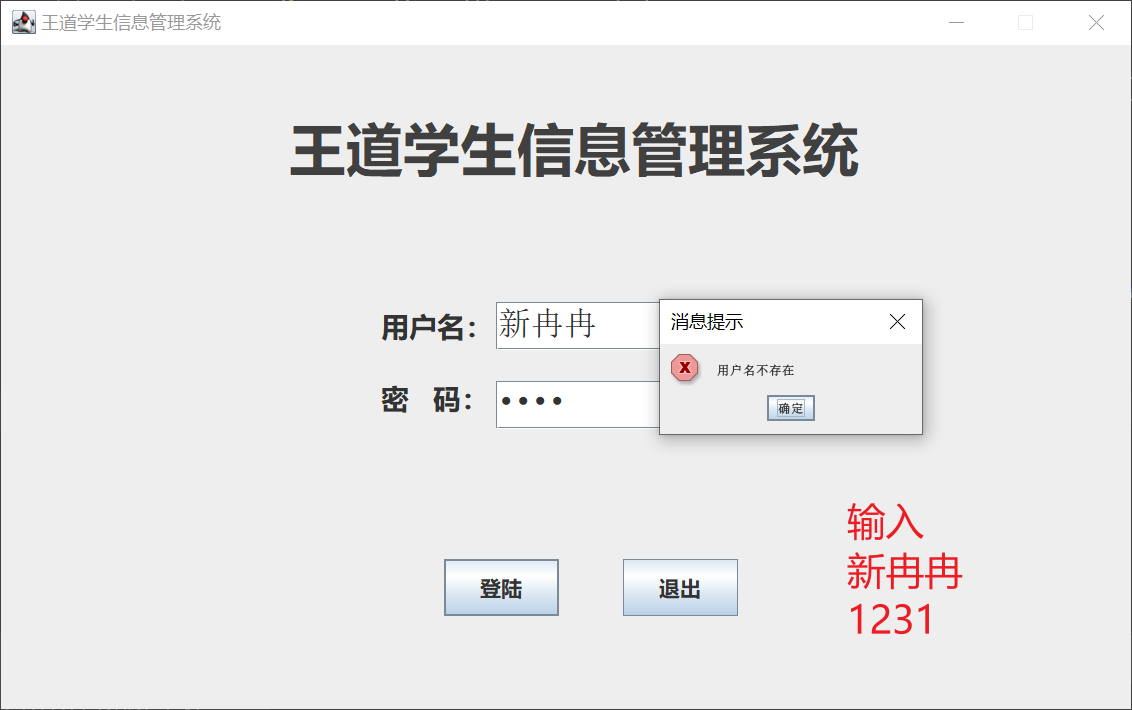 王道学生信息管理系统
王道学生信息管理系统
用户名：
新冉冉
密 码：
••••
消息提示
用户名不存在
确定
登陆
退出
输入
新冉冉
1231